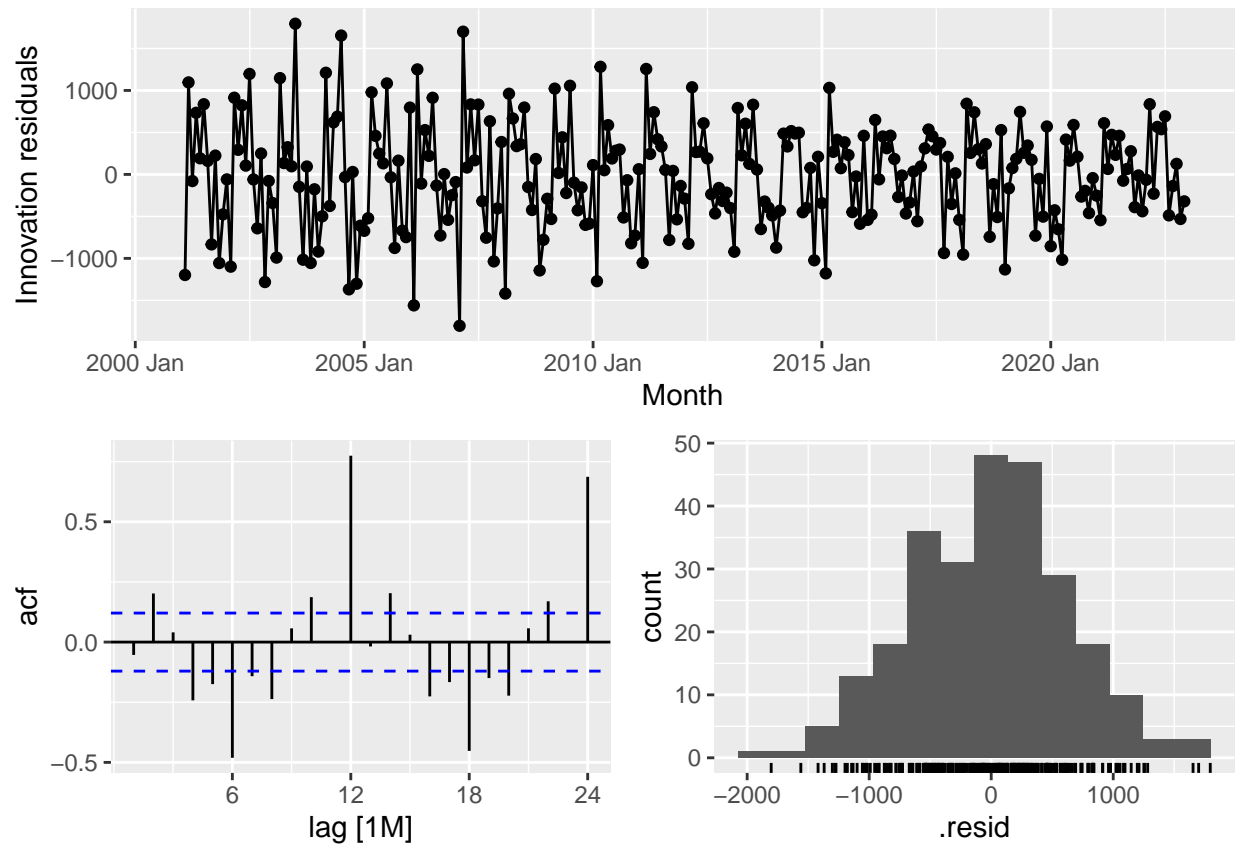 Innovation residuals
1000
0
−1000
2000 Jan
2005 Jan
2010 Jan
2015 Jan
2020 Jan
Month
acf
0.5
0.0
−0.5
6
12
18
24
lag [1M]
count
50
40
30
20
10
0
−2000
−1000
0
1000
.resid